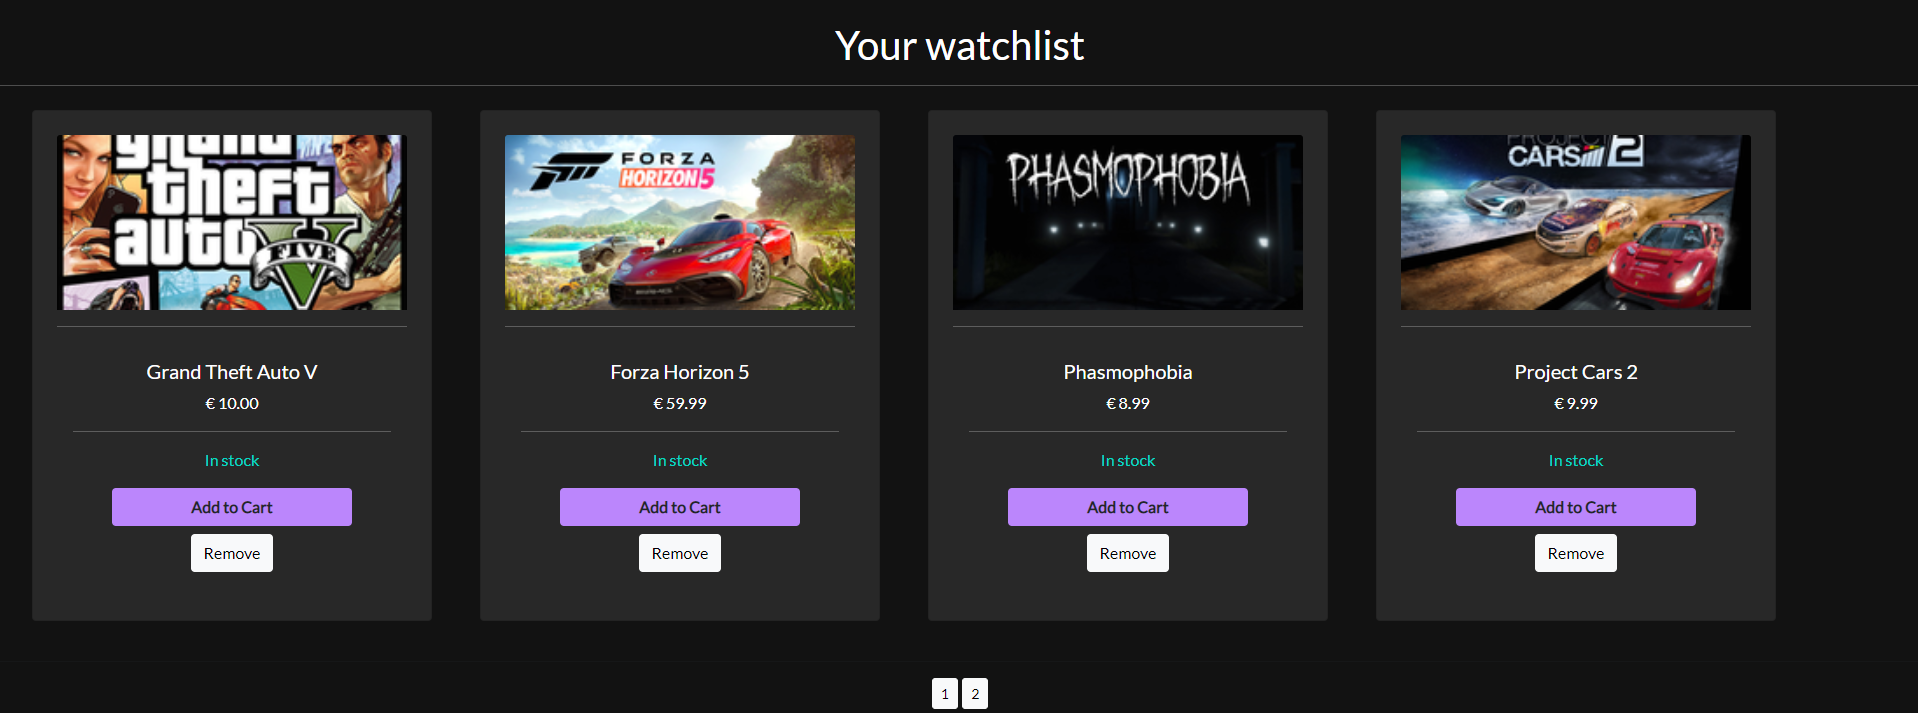 Your watchlist
grand
theft
auto
V
FIVE
FORZA
HORIZON 5
PHASMOPHOBIA
PROJECT
CARS 2
Grand Theft Auto V
€ 10.00
In stock
Add to Cart
Remove
Forza Horizon 5
€ 59.99
In stock
Add to Cart
Remove
Phasmophobia
€ 8.99
In stock
Add to Cart
Remove
Project Cars 2
€ 9.99
In stock
Add to Cart
Remove
1 2